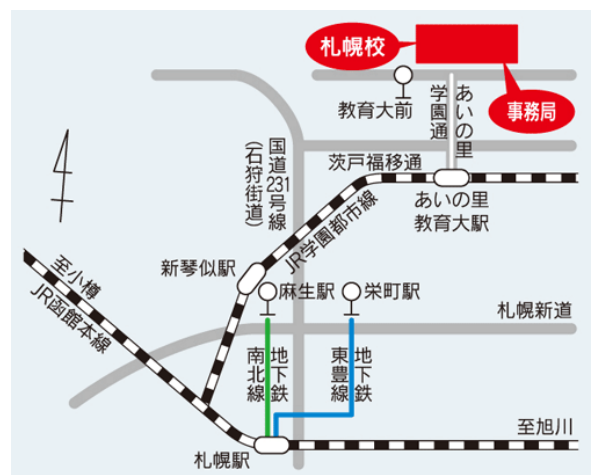 札幌校
事務局
教育大前
あいの里
学園通
国道231号線
(石狩街道)
茨戸福移通
あいの里
教育大駅
JR学園都市線
新琴似駅
麻生駅
栄町駅
至小樽
JR函館本線
札幌新道
地下鉄
南北線
地下鉄
東豊線
至旭川
札幌駅